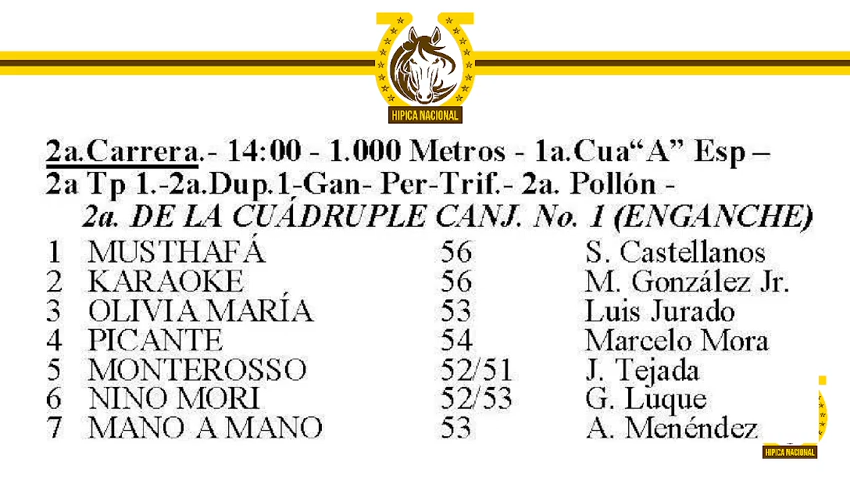 HIPICA NACIONAL
2a.Carrera.- 14:00 - 1.000 Metros - 1a.Cua“A” Esp –
2a Tp 1.-2a.Dup.1-Gan- Per-Trif.- 2a. Pollón -
2a. DE LA CUÁDRUPLE CANJ. No. 1 (ENGANCHE)
1 MUSTHAFÁ 56 S. Castellanos
2 KARAOKE 56 M. González Jr.
3 OLIVIA MARÍA 53 Luis Jurado
4 PICANTE 54 Marcelo Mora
5 MONTEROSSO 52/51 J. Tejada
6 NINO MORI 52/53 G. Luque
7 MANO A MANO 53 A. Menéndez
HIPICA NACIONAL